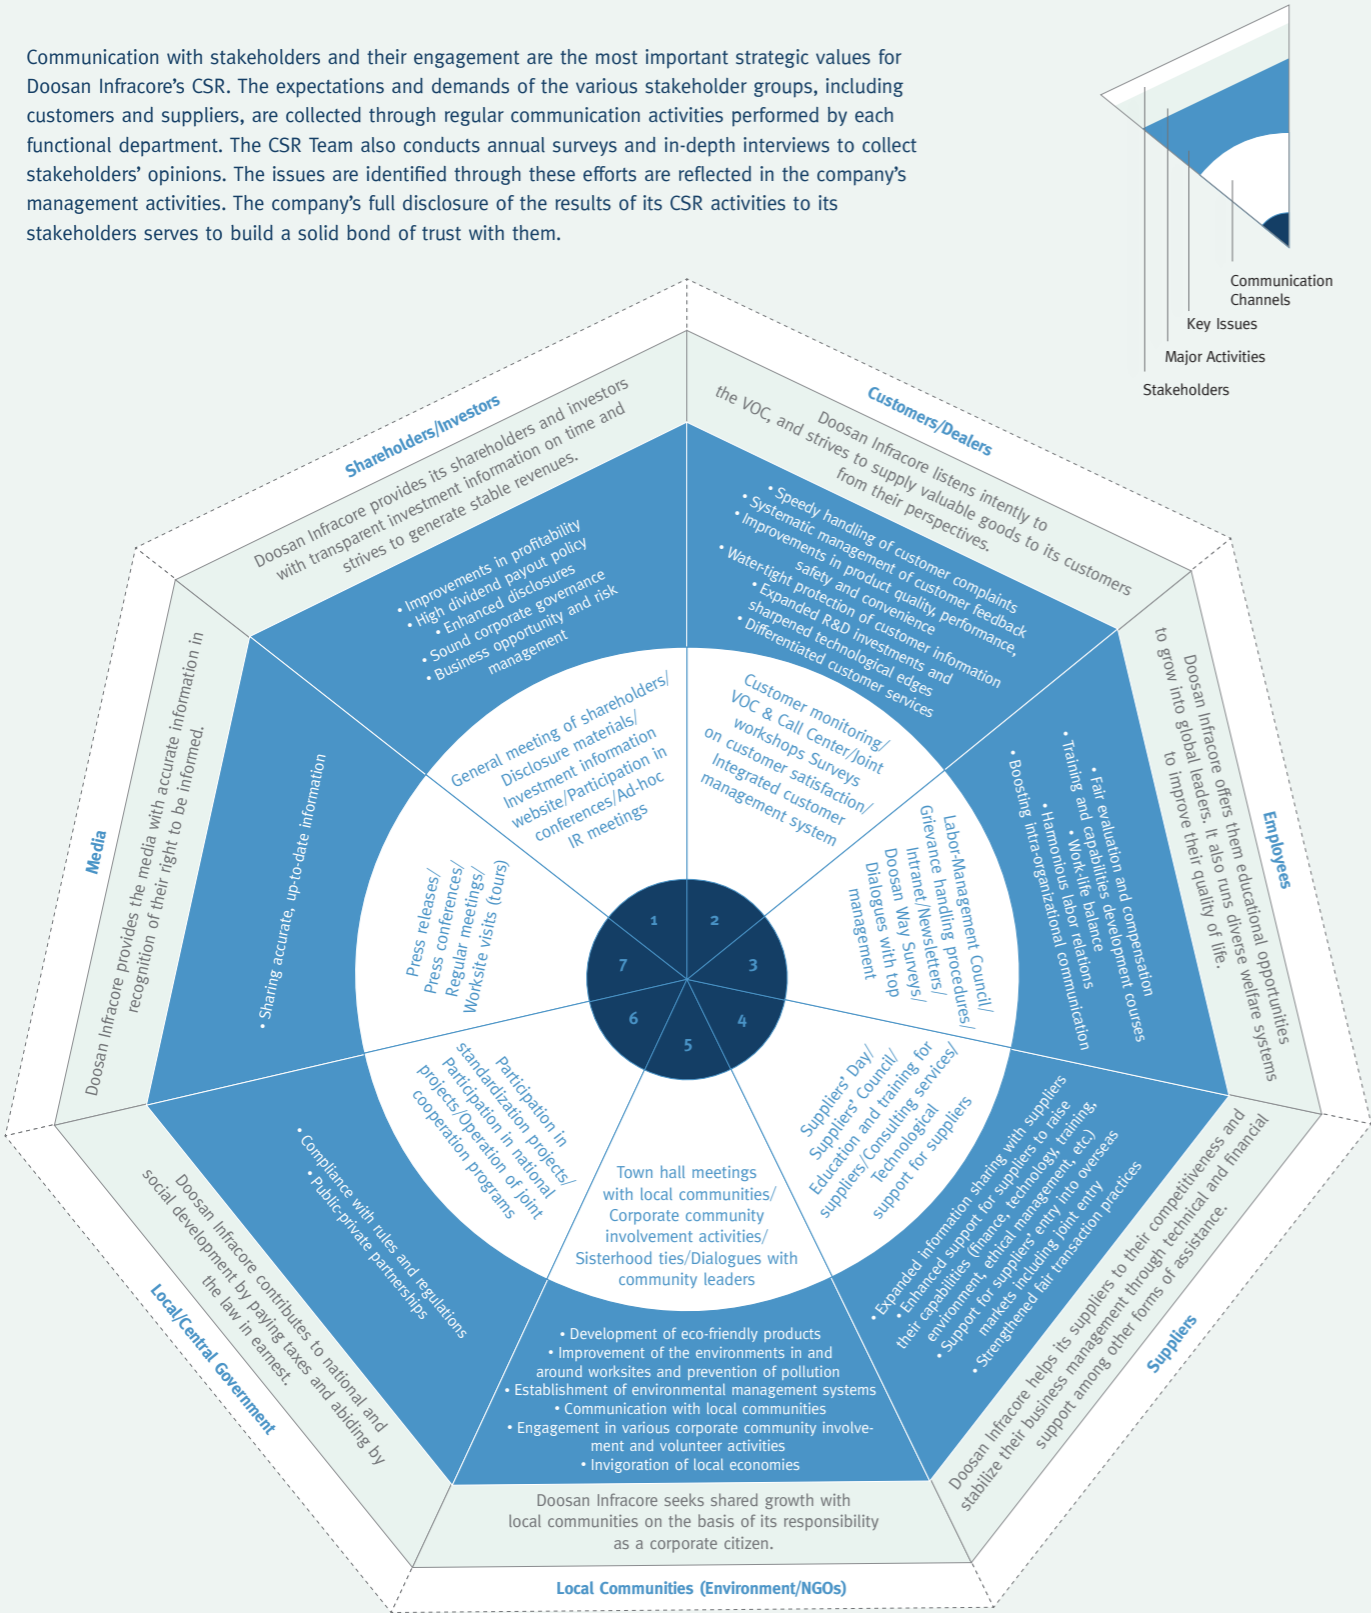 Communication with stakeholders and their engagement are the most important strategic values for
Doosan Infracore's CSR. The expectations and demands of the various stakeholder groups, including
customers and suppliers, are collected through regular communication activities performed by each
functional department. The CSR Team also conducts annual surveys and in-depth interviews to collect
stakeholders' opinions. The issues are identified through these efforts are reflected in the company's
management activities. The company's full disclosure of the results of its CSR activities to its
stakeholders serves to build a solid bond of trust with them.
Communication
Channels
Key Issues
Major Activities
Stakeholders
Shareholders/Investors
Doosan Infracore provides its shareholders and investors
with transparent investment information on time and
strives to generate stable revenues.
• Improvements in profitability
• High dividend payout policy
• Enhanced disclosures
• Sound corporate governance
• Business opportunity and risk
management
General meeting of shareholders/
Disclosure materials/
Investment information
website/Participation in
conferences/Ad-hoc
IR meetings
1
Customers/Dealers
Doosan Infracore listens intently to
the VOC, and strives to supply valuable goods to its customers
from their perspectives.
• Speedy handling of customer complaints
• Systematic management of customer feedback
• Improvements in product quality, performance,
safety and convenience
• Water-tight protection of customer information
• Expanded R&D investments and
sharpened technological edges
• Differentiated customer services
Customer monitoring/
VOC & Call Center/Joint
workshops Surveys
on customer satisfaction/
Integrated customer
management system
2
Employees
Doosan Infracore offers them educational opportunities
to grow into global leaders. It also runs diverse welfare systems
to improve their quality of life.
• Fair evaluation and compensation
• Training and capabilities development courses
• Work-life balance
• Harmonious labor relations
• Boosting intra-organizational communication
Labor-Management Council/
Grievance handling procedures/
Intranet/Newsletters/
Doosan Way Surveys/
Dialogues with top
management
3
Suppliers
Doosan Infracore helps its suppliers to their competitiveness and
stabilize their business management through technical and financial
support among other forms of assistance.
• Expanded information sharing with suppliers
• Enhanced support for suppliers to raise
their capabilities (finance, technology, training,
environment, ethical management, etc.)
• Support for suppliers' entry into overseas
markets including joint entry
• Strengthened fair transaction practices
Suppliers' Day/
Suppliers' Council/
Education and training for
suppliers/Consulting services/
Technological
support for suppliers
4
5
Town hall meetings
with local communities/
Corporate community
involvement activities/
Sisterhood ties/Dialogues with
community leaders
• Development of eco-friendly products
• Improvement of the environments in and
around worksites and prevention of pollution
• Establishment of environmental management systems
• Communication with local communities
• Engagement in various corporate community involve-
ment and volunteer activities
• Invigoration of local economies
Doosan Infracore seeks shared growth with
local communities on the basis of its responsibility
as a corporate citizen.
Local Communities (Environment/NGOs)
6
Participation in
standardization projects/
Participation in national
projects/Operation of joint
cooperation programs
• Compliance with rules and regulations
• Public-private partnerships
Doosan Infracore contributes to national and
social development by paying taxes and abiding by
the law in earnest.
Local/Central Government
7
Press releases/
Press conferences/
Regular meetings/
Worksite visits (tours)
• Sharing accurate, up-to-date information
Doosan Infracore provides the media with accurate information in
recognition of their right to be informed.
Media